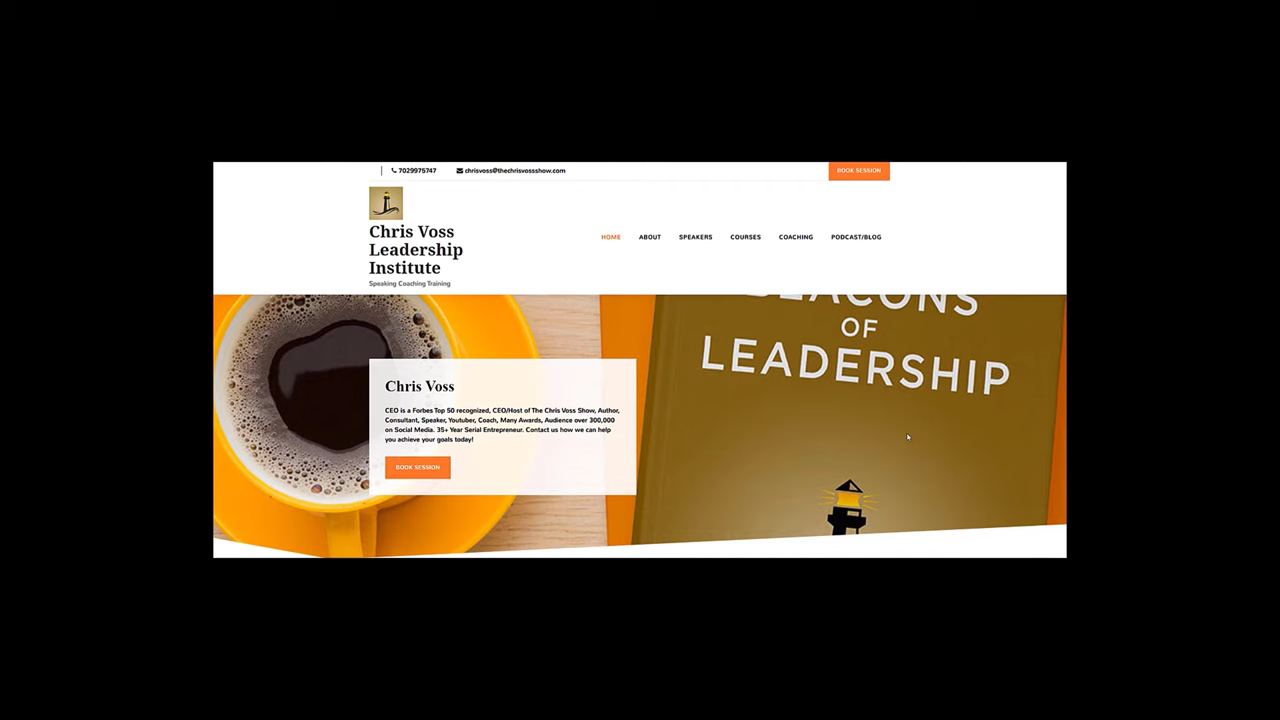 7029975747
chrisvoss@thechrisvossshow.com
BOOK SESSION
Chris Voss
Leadership
Institute
Speaking Coaching Training
HOME
ABOUT
SPEAKERS
COURSES
COACHING
PODCAST/BLOG
BEACONS
OF
LEADERSHIP
Chris Voss
CEO is a Forbes Top 50 recognized, CEO/Host of The Chris Voss Show, Author,
Consultant, Speaker, Youtuber, Coach, Many Awards, Audience over 300,000
on Social Media. 35+ Year Serial Entrepreneur. Contact us how we can help
you achieve your goals today!
BOOK SESSION